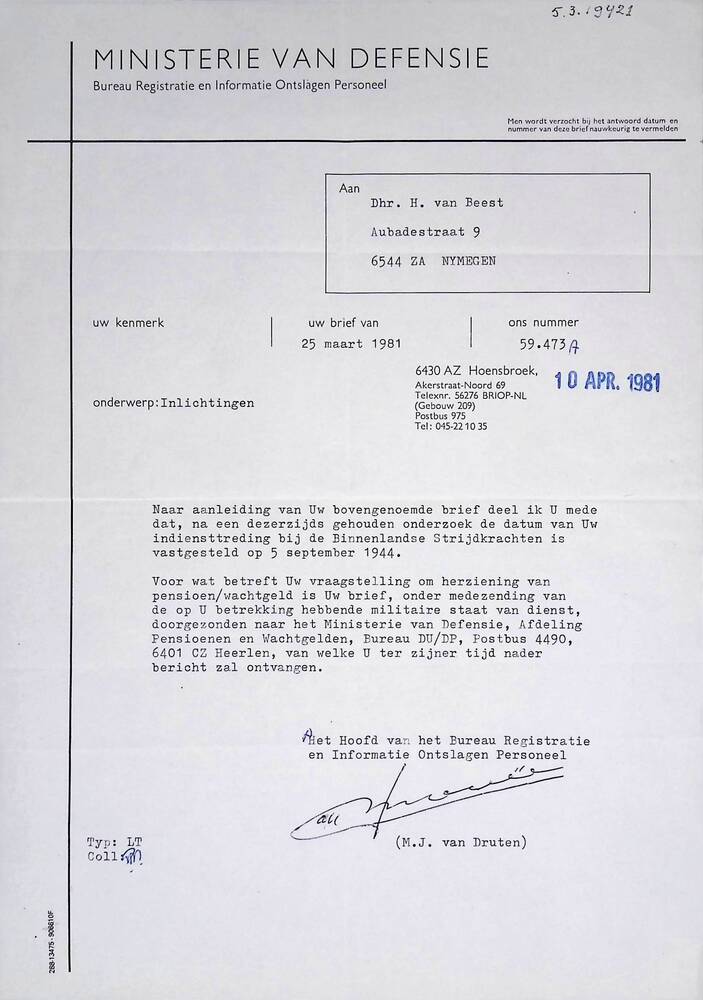 5.3.19421
MINISTERIE VAN DEFENSIE
Bureau Registratie en Informatie Ontslagen Personeel
Men wordt verzocht bij het antwoord datum en
nummer van deze brief nauwkeurig te vermelden
Aan
Dhr. H. van Beest
Aubadestraat 9
6544 ZA NYMEGEN
uw kenmerk
uw brief van
25 maart 1981
ons nummer
59.473A
onderwerp: Inlichtingen
6430 AZ Hoensbroek,
10 APR. 1981
Akerstraat-Noord 69
Telexnr. 56276 BRIOP-NL
(Gebouw 209)
Postbus 975
Tel: 045-22 10 35
Naar aanleiding van Uw bovengenoemde brief deel ik U mede
dat, na een dezerzijds gehouden onderzoek de datum van Uw
indiensttreding bij de Binnenlandse Strijdkrachten is
vastgesteld op 5 september 1944.
Voor wat betreft Uw vraagstelling om herziening van
pensioen/wachtgeld is Uw brief, onder medezending van
de op U betrekking hebbende militaire staat van dienst,
doorgezonden naar het Ministerie van Defensie, Afdeling
Pensioenen en Wachtgelden, Bureau DU/DP, Postbus 4490,
6401 CZ Heerlen, van welke U ter zijner tijd nader
bericht zal ontvangen.
Het Hoofd van het Bureau Registratie
en Informatie Ontslagen Personeel
(M.J. van Druten)
Typ: LT
Coll:
288-13475-906610F